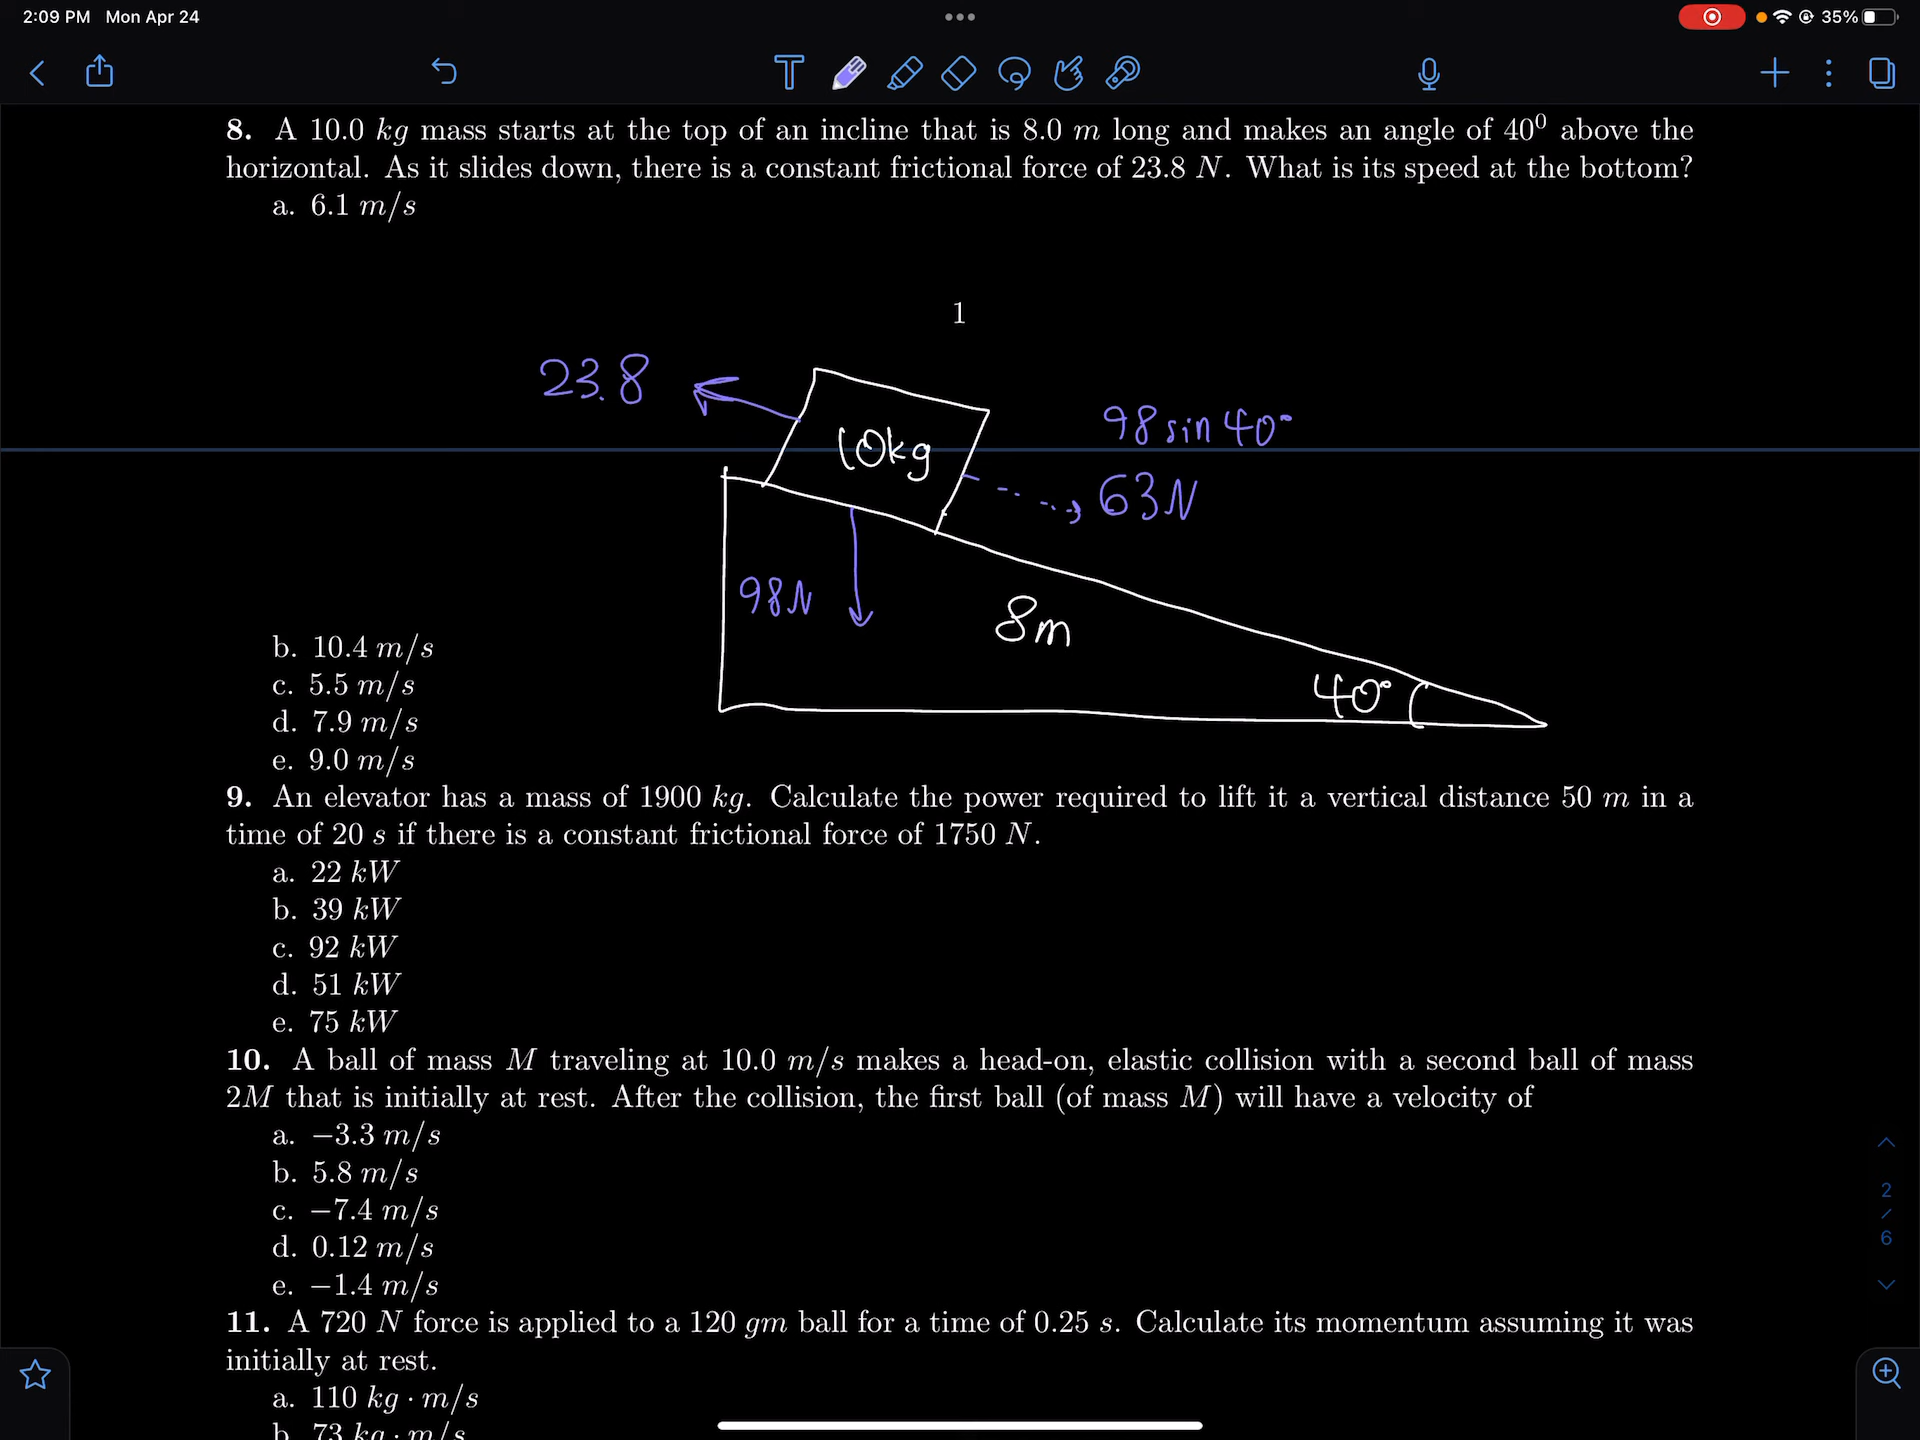 2:09 PM Mon Apr 24
35%
8. A 10.0 kg mass starts at the top of an incline that is 8.0 m long and makes an angle of 40⁰ above the
horizontal. As it slides down, there is a constant frictional force of 23.8 N. What is its speed at the bottom?
a. 6.1 m/s
1
23.8
98 sin 40°
10kg
63N
98N
8m
40°
b. 10.4 m/s
c. 5.5 m/s
d. 7.9 m/s
e. 9.0 m/s
9. An elevator has a mass of 1900 kg. Calculate the power required to lift it a vertical distance 50 m in a
time of 20 s if there is a constant frictional force of 1750 N.
a. 22 kW
b. 39 kW
c. 92 kW
d. 51 kW
e. 75 kW
10. A ball of mass M traveling at 10.0 m/s makes a head-on, elastic collision with a second ball of mass
2M that is initially at rest. After the collision, the first ball (of mass M) will have a velocity of
a. −3.3 m/s
b. 5.8 m/s
c. −7.4 m/s
d. 0.12 m/s
e. −1.4 m/s
2
/
6
11. A 720 N force is applied to a 120 gm ball for a time of 0.25 s. Calculate its momentum assuming it was
initially at rest.
a. 110 kg · m/s
b. 73 kg · m/s